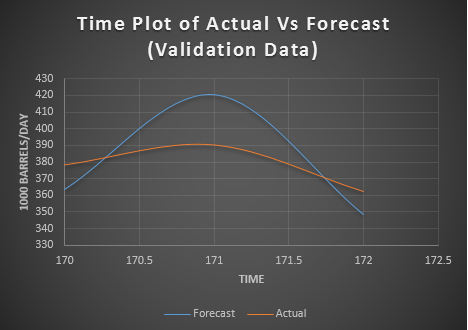 Time Plot of Actual Vs Forecast
(Validation Data)
430
420
410
400
390
380
370
360
350
340
330
1000 BARRELS/DAY
170
170.5
171
171.5
172
172.5
TIME
Forecast
Actual